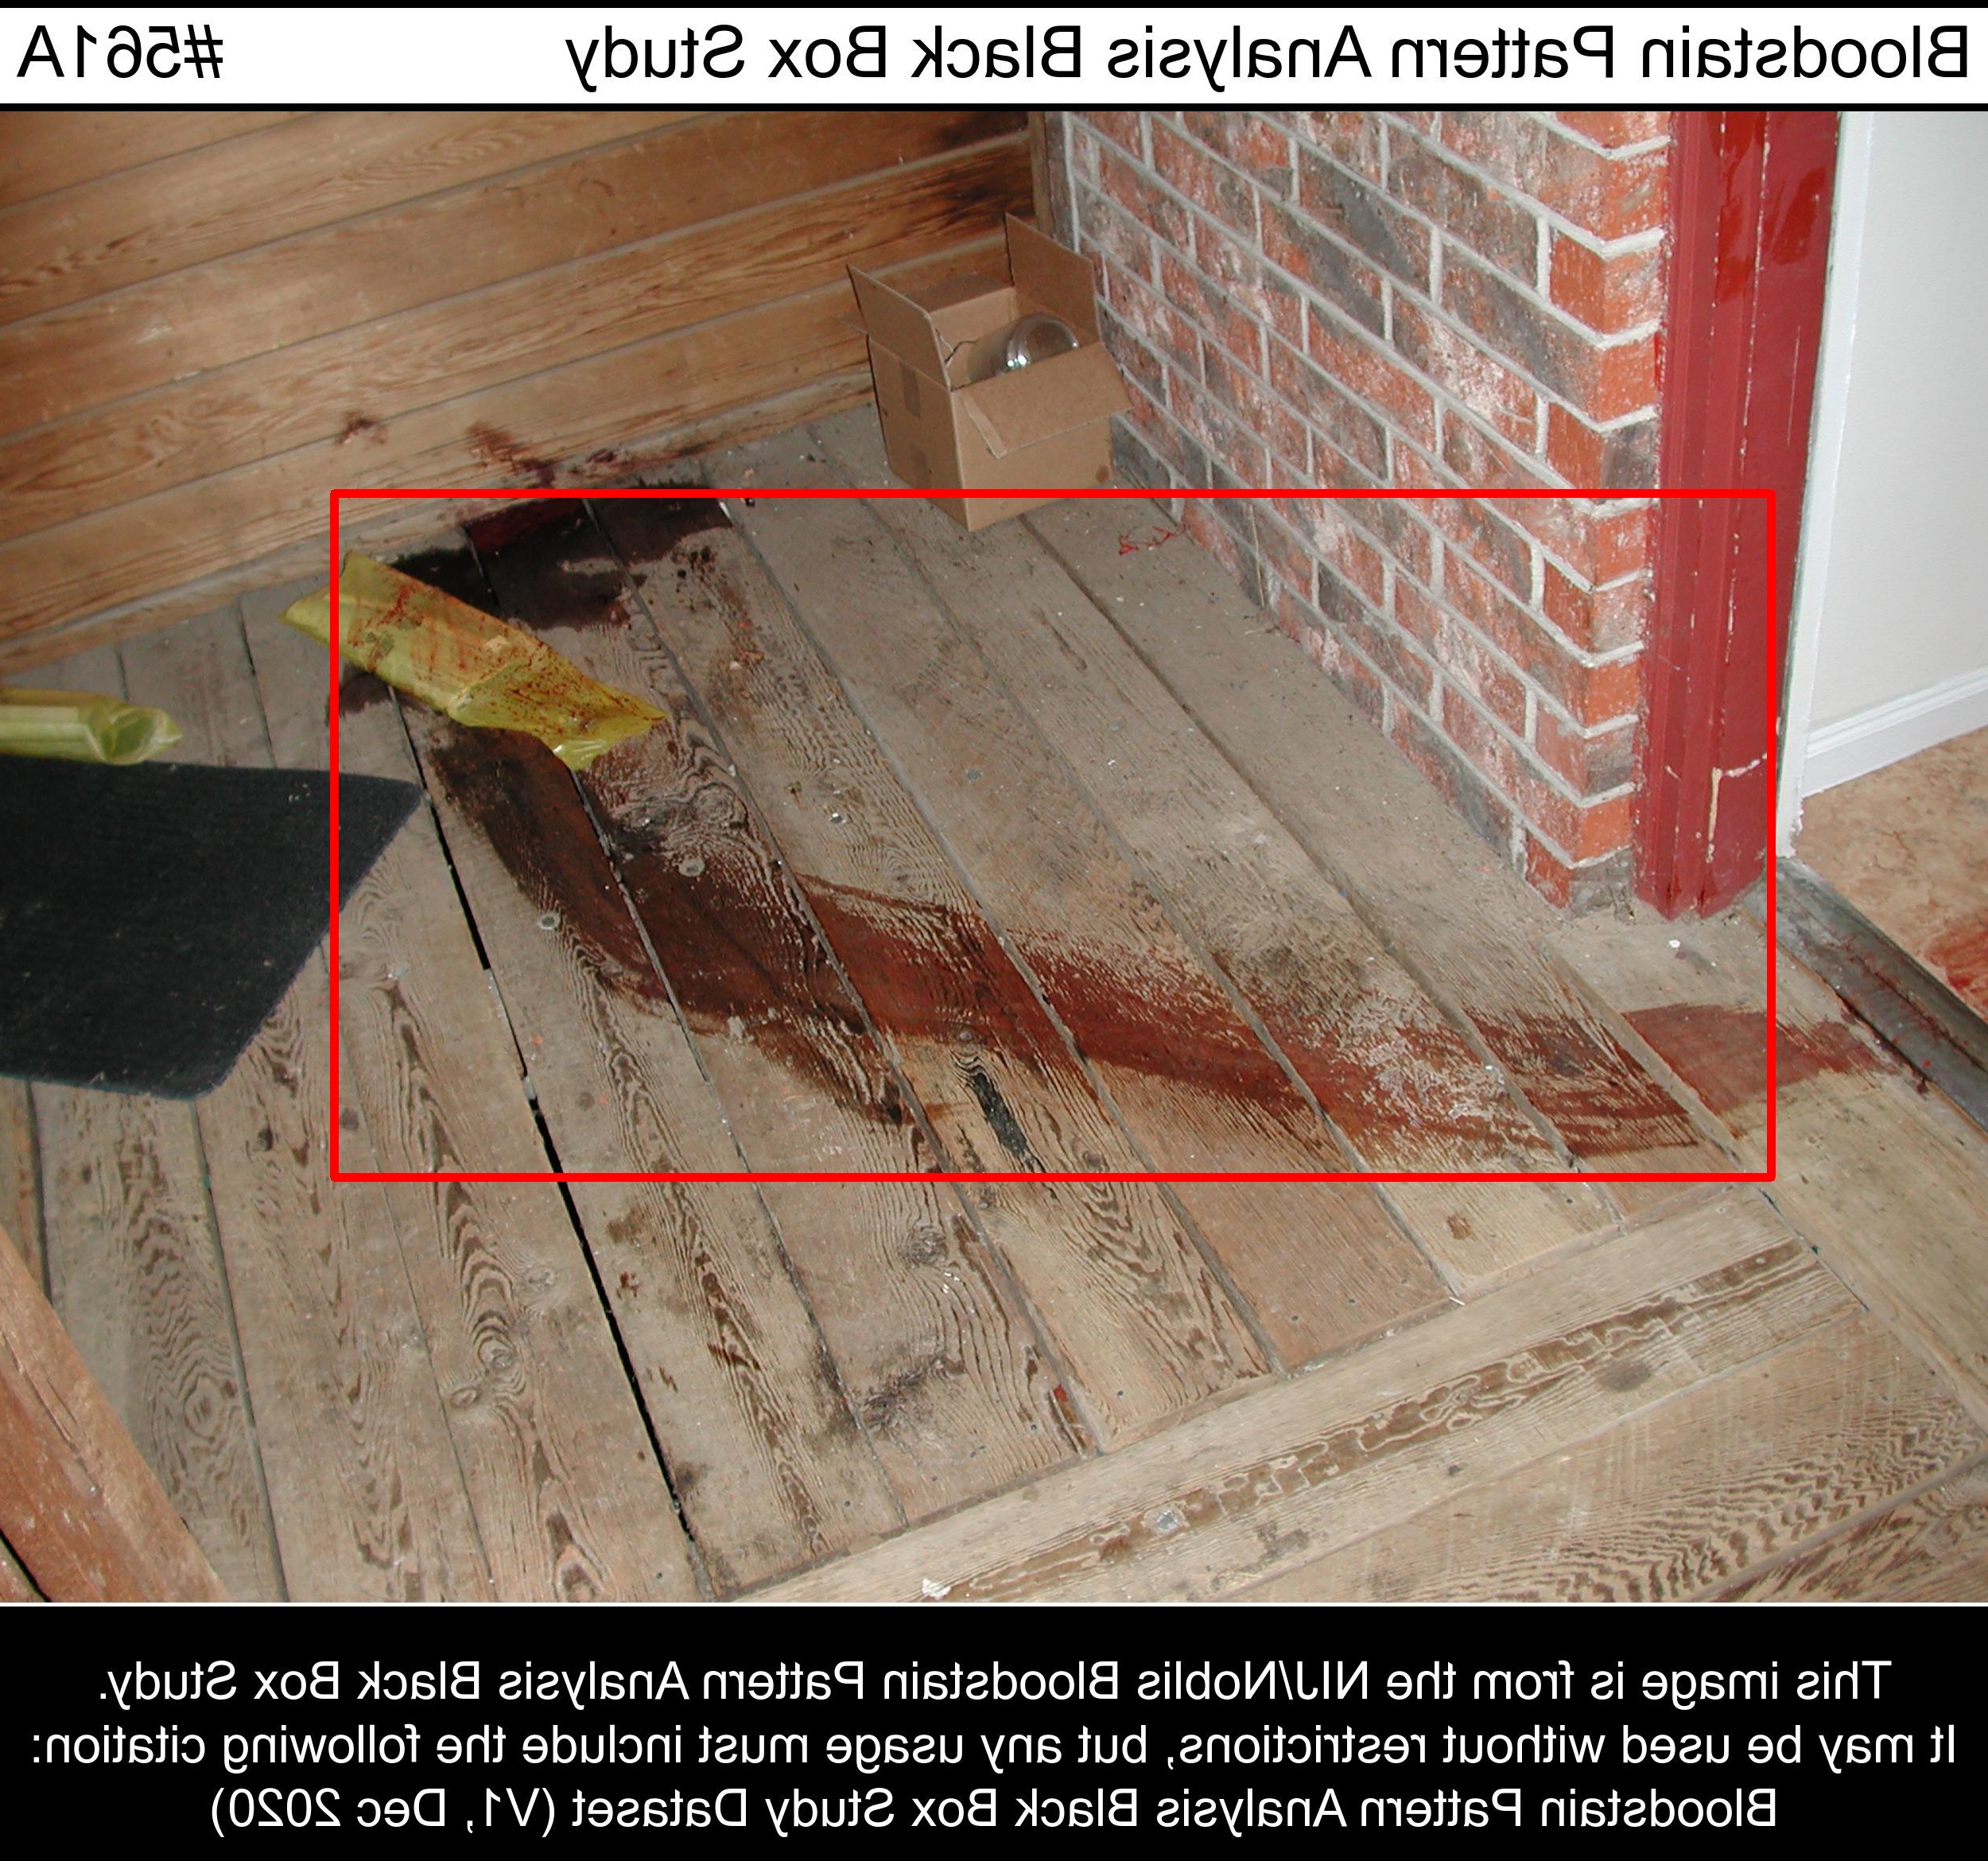 Bloodstain Pattern Analysis Black Box Study #561A
This image is from the NIJ/Noblis Bloodstain Pattern Analysis Black Box Study.
It may be used without restrictions, but any usage must include the following citation:
Bloodstain Pattern Analysis Black Box Study Dataset (V1, Dec 2020)